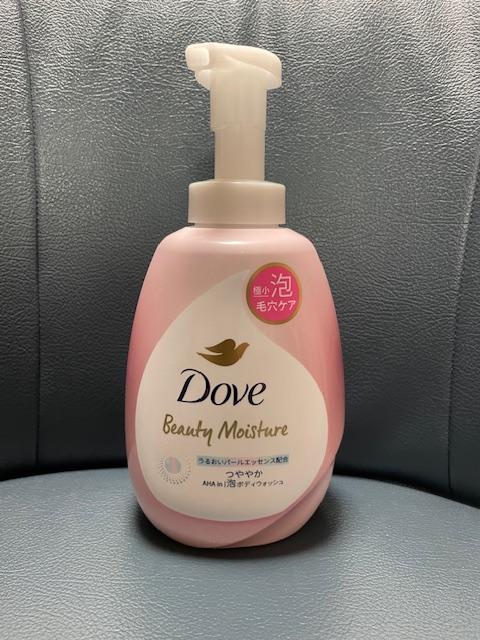 極小 泡
毛穴ケア
Dove
Beauty Moisture
うるおいパールエッセンス配合
つややか
AHA in 泡ボディウォッシュ